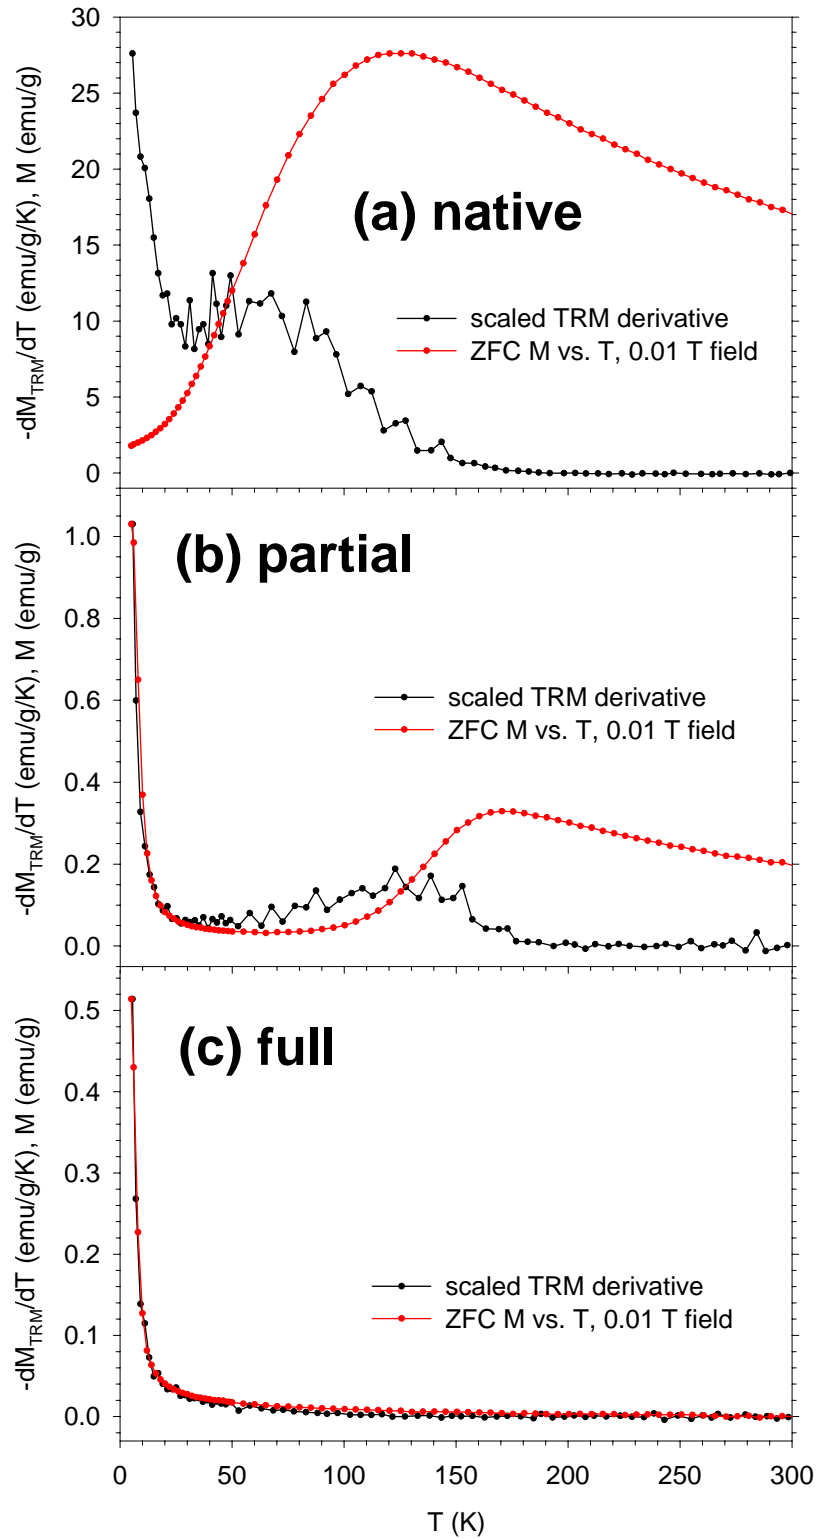 30
25
20
15
10
5
0
-dM_TRM/dT (emu/g/K), M (emu/g)
(a) native
scaled TRM derivative
ZFC M vs. T, 0.01 T field
1.0
0.8
0.6
0.4
0.2
0.0
-dM_TRM/dT (emu/g/K), M (emu/g)
(b) partial
scaled TRM derivative
ZFC M vs. T, 0.01 T field
0.5
0.4
0.3
0.2
0.1
0.0
-dM_TRM/dT (emu/g/K), M (emu/g)
(c) full
scaled TRM derivative
ZFC M vs. T, 0.01 T field
0 50 100 150 200 250 300
T (K)